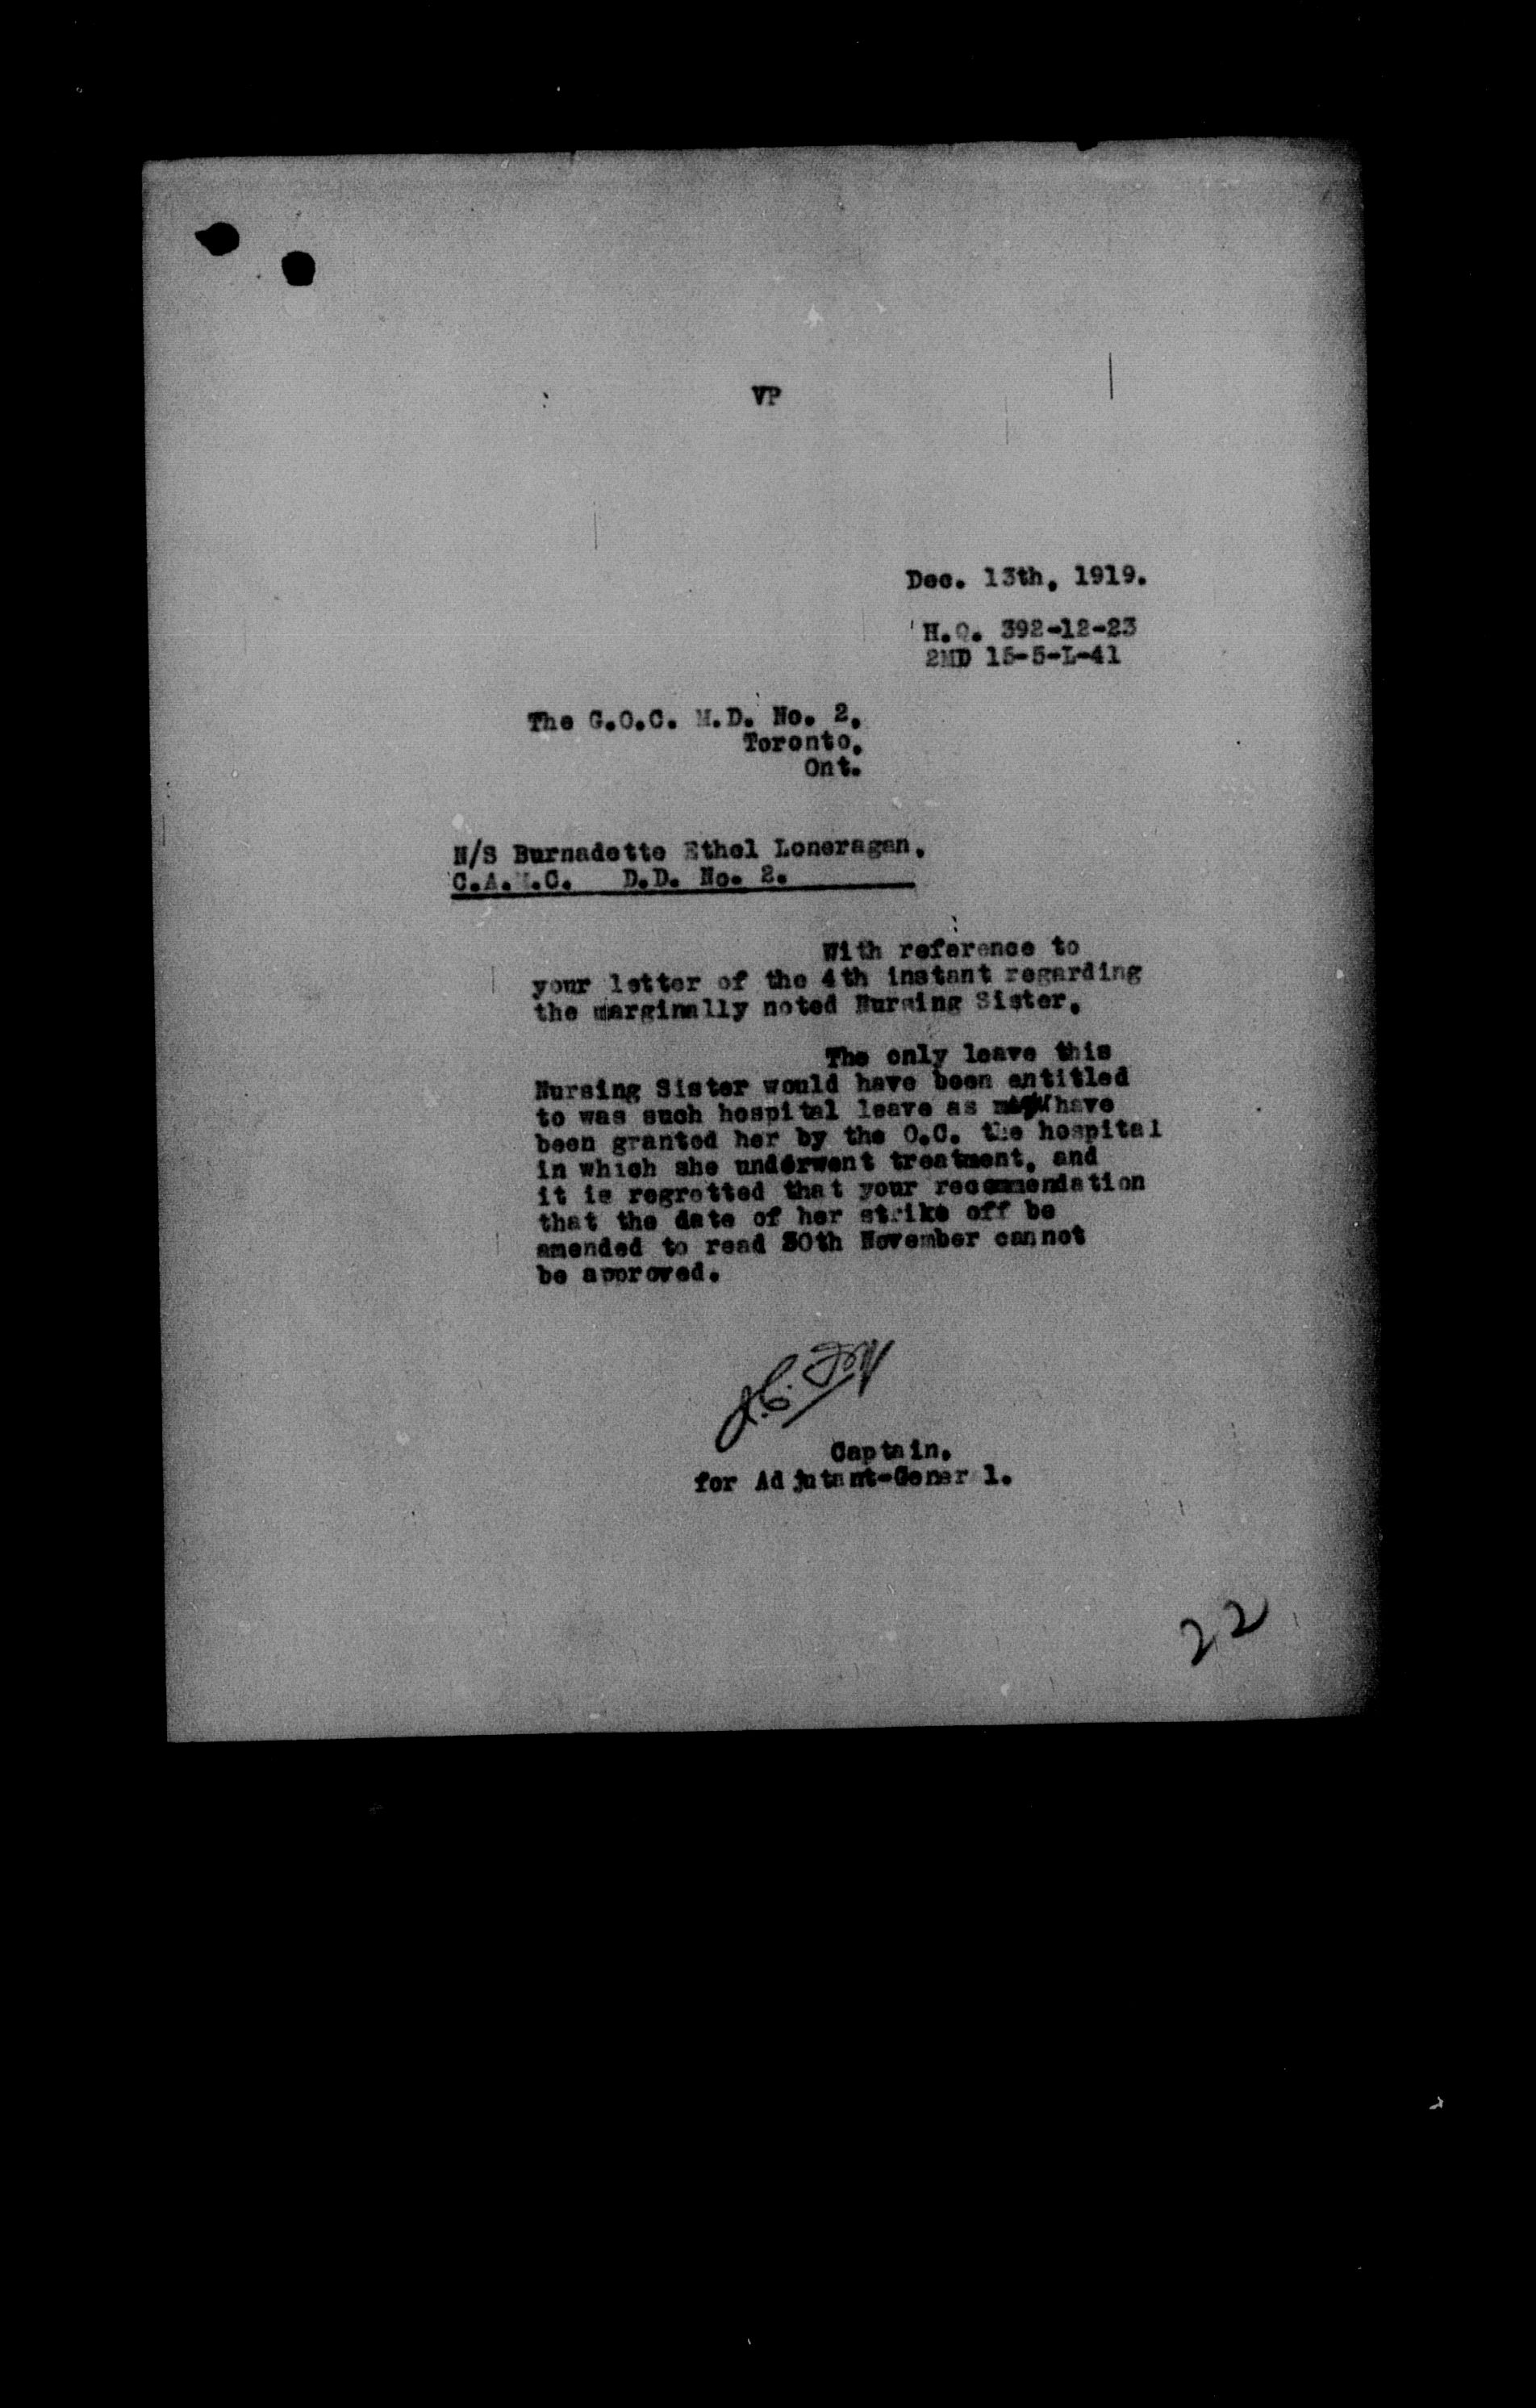 VP
Dec. 13th, 1919.
H.Q. 392-12-23
2MD 15-5-L-41
The G.O.C. M.D. No. 2,
Toronto,
Ont.
N/S Burnadette Ethel Loneragan,
C.A.M.C. D.D. No. 2.
With reference to
your letter of the 4th instant regarding
the marginally noted Nursing Sister,
The only leave this
Nursing Sister would have been entitled
to was such hospital leave as may have
been granted her by the O.C. the hospital
in which she underwent treatment, and
it is regretted that your recommendation
that the date of her strike off be
amended to read 30th November cannot
be approved.
Captain,
for Adjutant-Gener l.
22